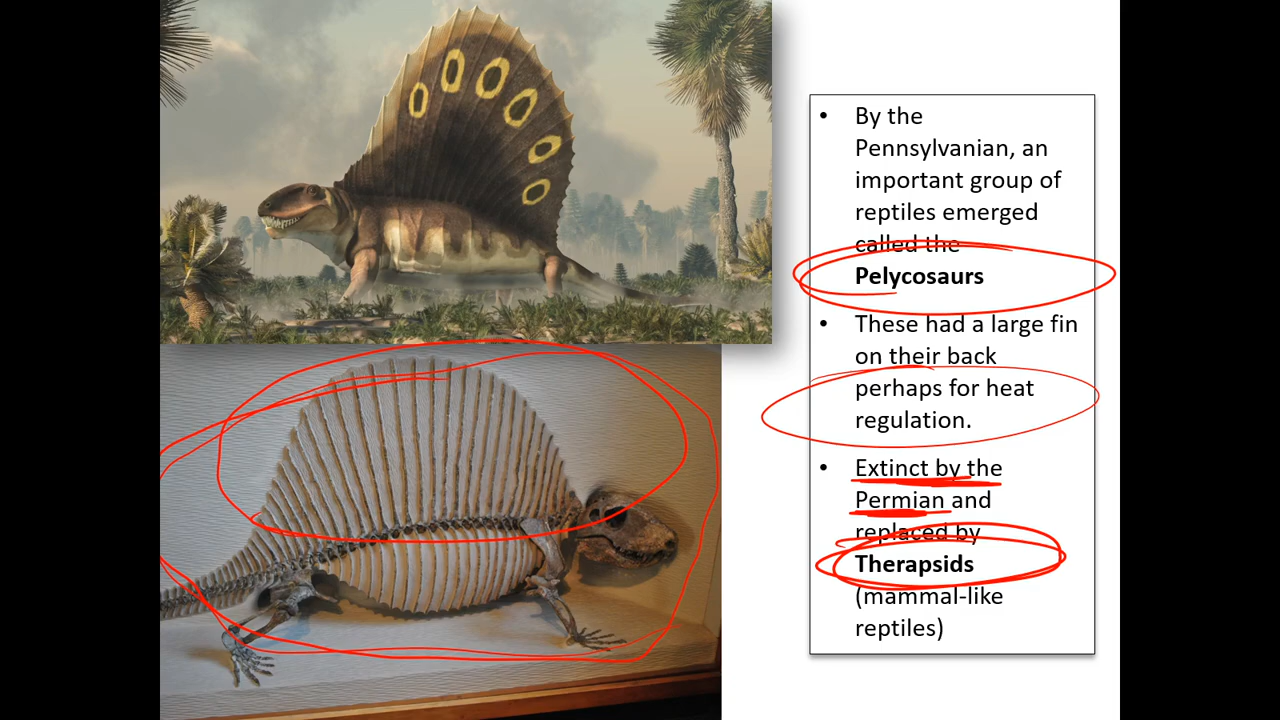 • By the
Pennsylvanian, an
important group of
reptiles emerged
called the
Pelycosaurs
• These had a large fin
on their back
perhaps for heat
regulation.
• Extinct by the
Permian and
replaced by
Therapsids
(mammal-like
reptiles)